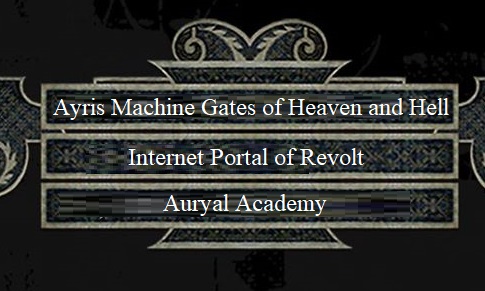 Ayris Machine Gates of Heaven and Hell
Internet Portal of Revolt
Auryal Academy